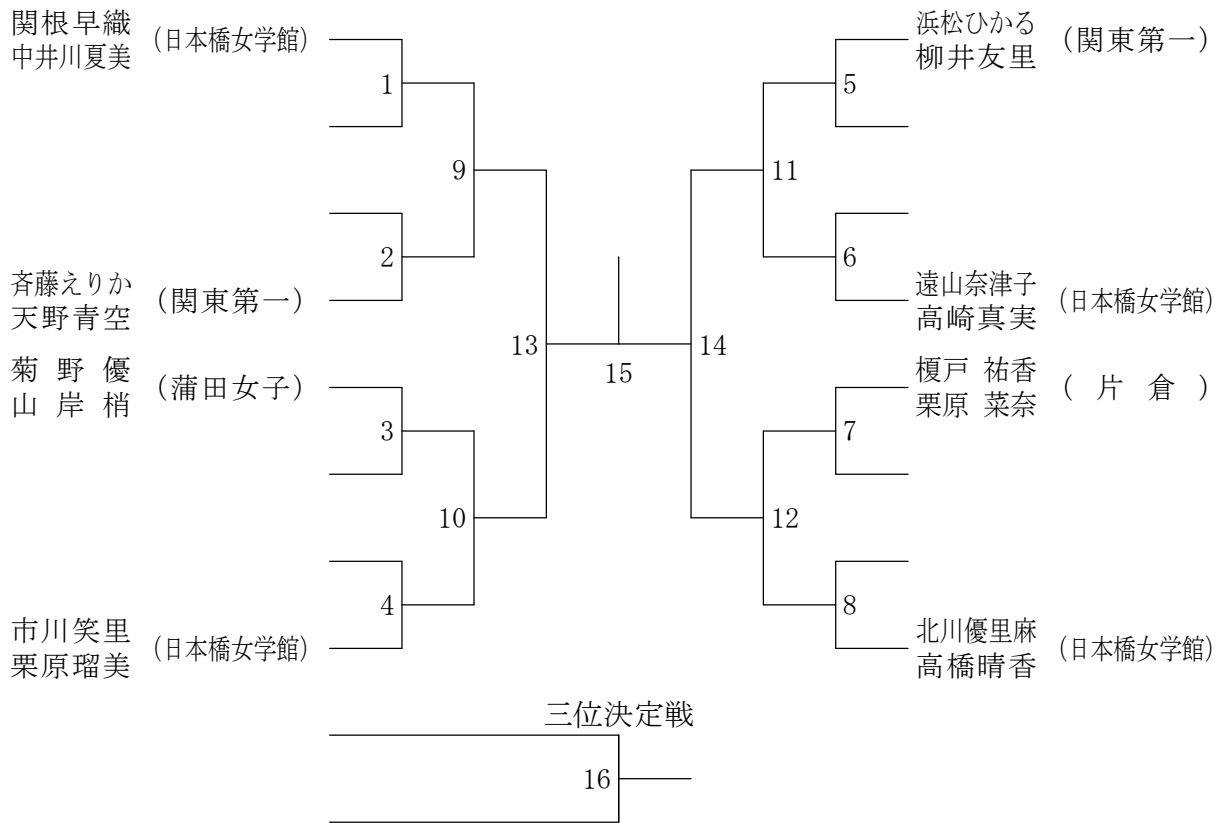 関根早織
中井川夏美
(日本橋女学館)
1
9
2
斉藤えりか
天野青空
(関東第一)
菊野優
山岸梢
(蒲田女子)
3
10
4
市川笑里
栗原瑠美
(日本橋女学館)
13
15
14
浜松ひかる
柳井友里
(関東第一)
5
11
6
遠山奈津子
高崎真実
(日本橋女学館)
榎戸 祐香
栗原 菜奈
(片倉)
7
12
8
北川優里麻
高橋晴香
(日本橋女学館)
三位決定戦
16